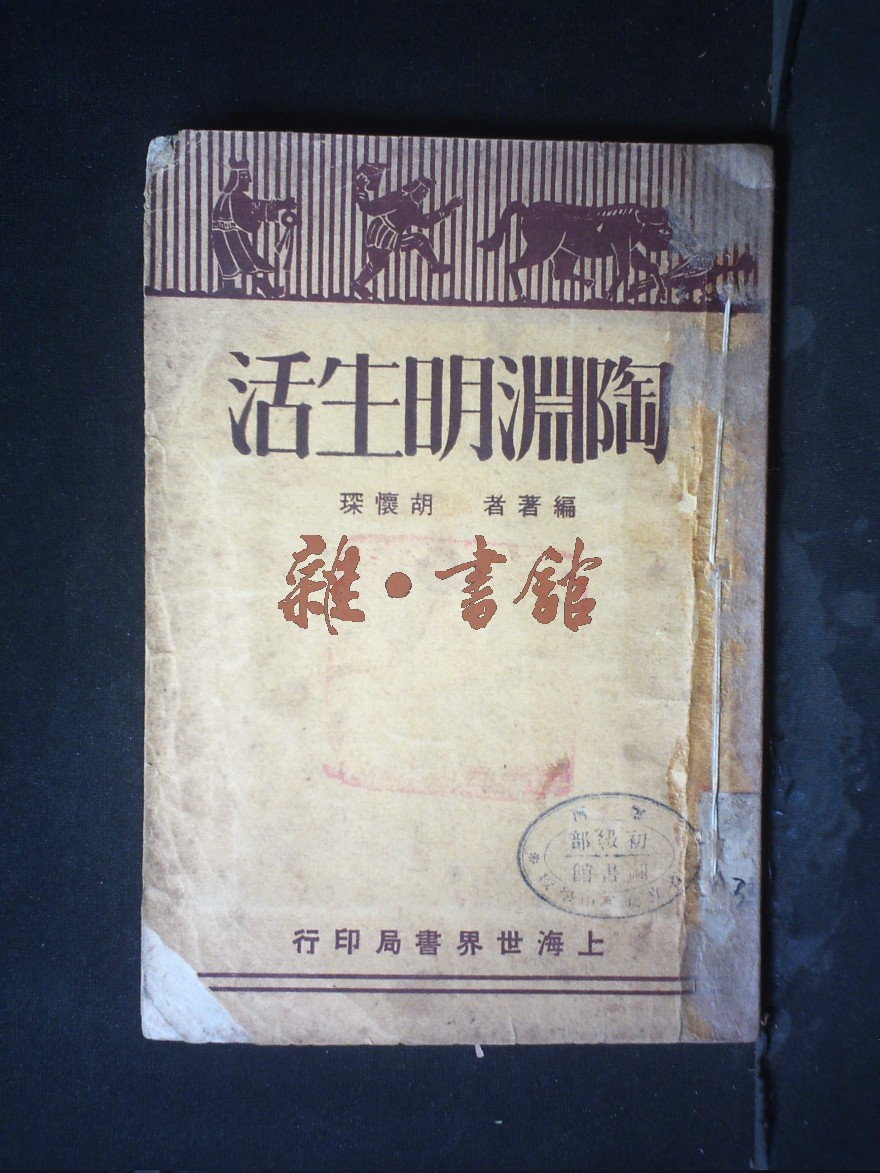 陶淵明生活
編著者 胡懷琛
雜·書館
初級部
圖書館
上海世界書局印行